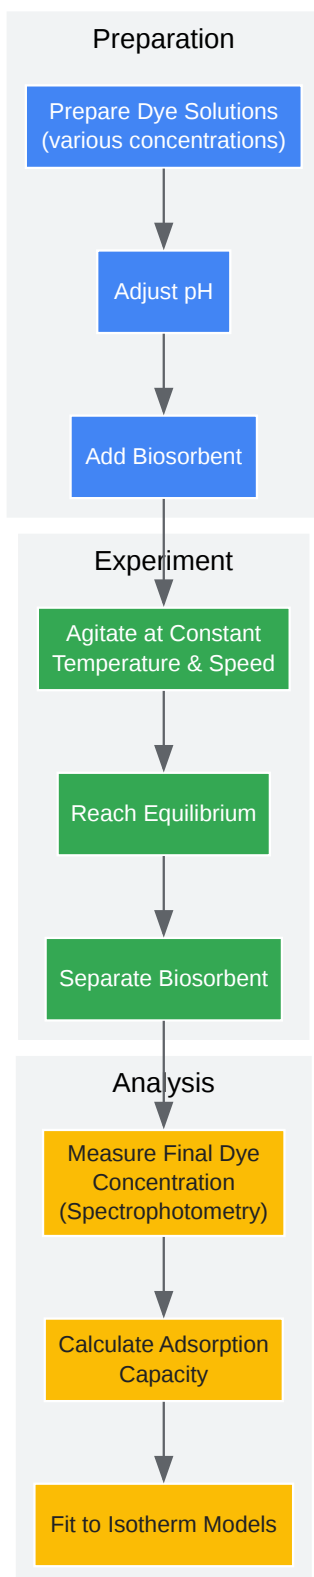 Preparation
Prepare Dye Solutions
(various concentrations)
Adjust pH
Add Biosorbent
Experiment
Agitate at Constant
Temperature & Speed
Reach Equilibrium
Separate Biosorbent
Analysis
Measure Final Dye
Concentration
(Spectrophotometry)
Calculate Adsorption
Capacity
Fit to Isotherm Models